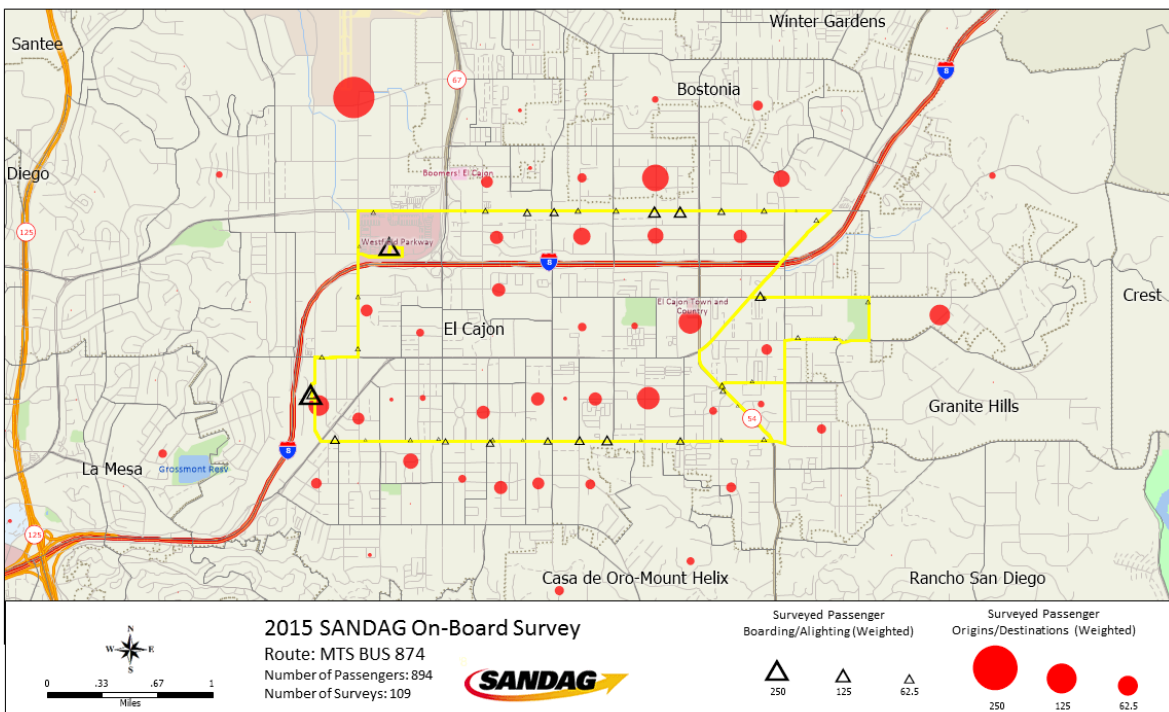 Santee
Winter Gardens
8
67
Bostonia
Diego
Boomers! El Cajon
125
Westfield Parkway
8
El Cajon Town and
Country
Crest
El Cajon
Granite Hills
54
8
La Mesa
Grossmont Resv
125
Casa de Oro-Mount Helix
Rancho San Diego
N
W
E
S
0 .33 .67 1
Miles
2015 SANDAG On-Board Survey
Route: MTS BUS 874
Number of Passengers: 894
Number of Surveys: 109
SANDAG
Surveyed Passenger
Boarding/Alighting (Weighted)
250 125 62.5
Surveyed Passenger
Origins/Destinations (Weighted)
250 125 62.5